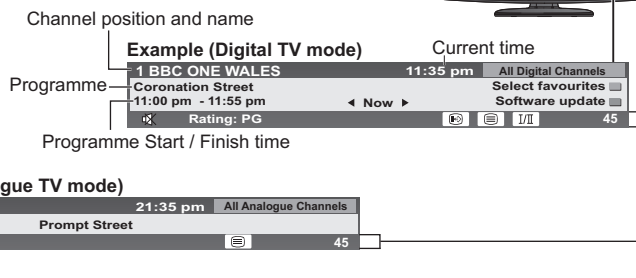 Channel position and name
Example (Digital TV mode)
Current time
1 BBC ONE WALES 11:35 pm All Digital Channels
Programme
Coronation Street Select favourites
11:00 pm - 11:55 pm ◄ Now ► Software update
Rating: PG I/II 45
Programme Start / Finish time
gue TV mode)
21:35 pm All Analogue Channels
Prompt Street
45